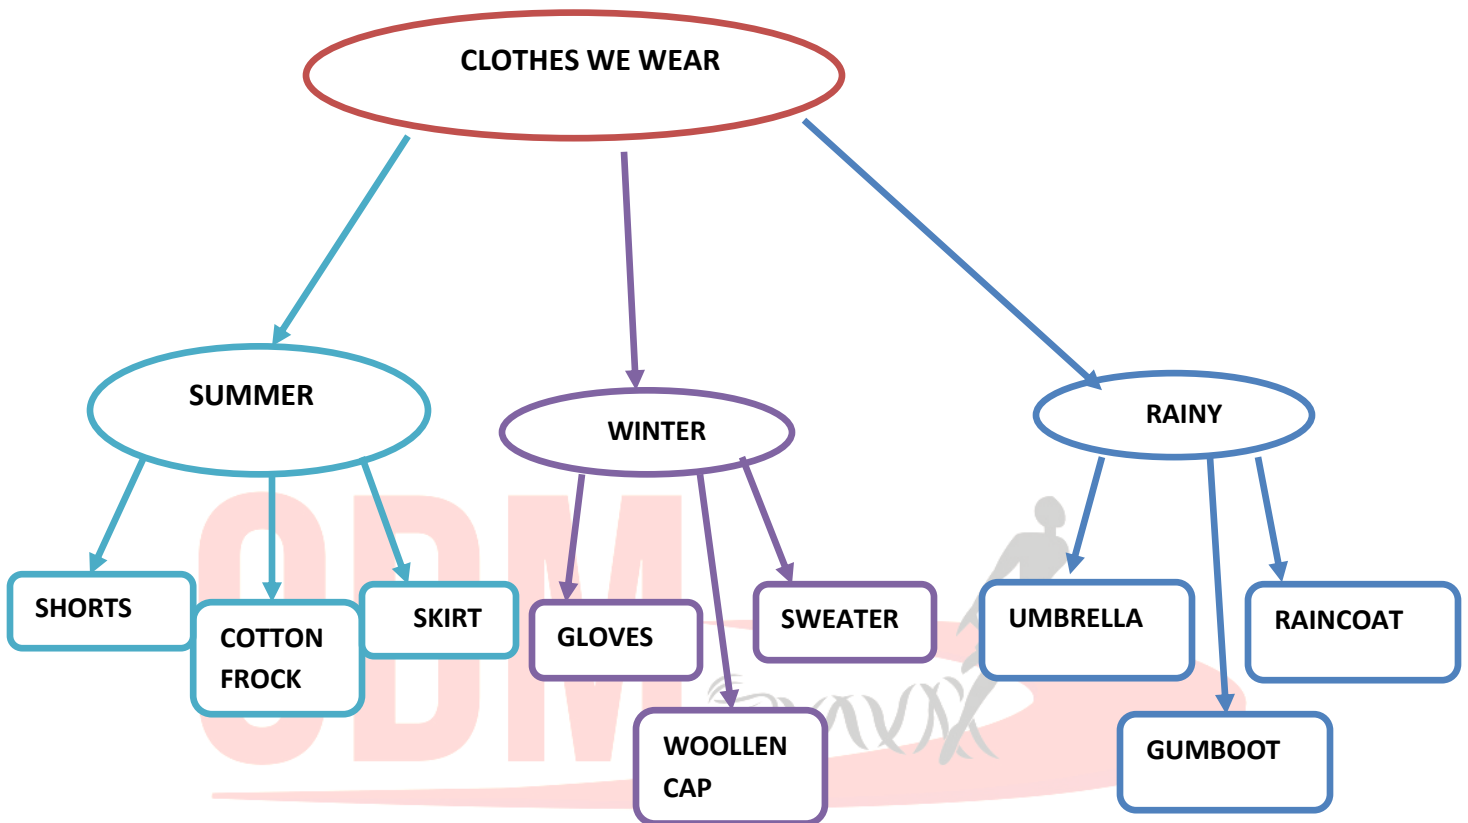 CLOTHES WE WEAR
SUMMER
WINTER
RAINY
SHORTS
COTTON
FROCK
SKIRT
GLOVES
WOOLLEN
CAP
SWEATER
UMBRELLA
GUMBOOT
RAINCOAT
ODM